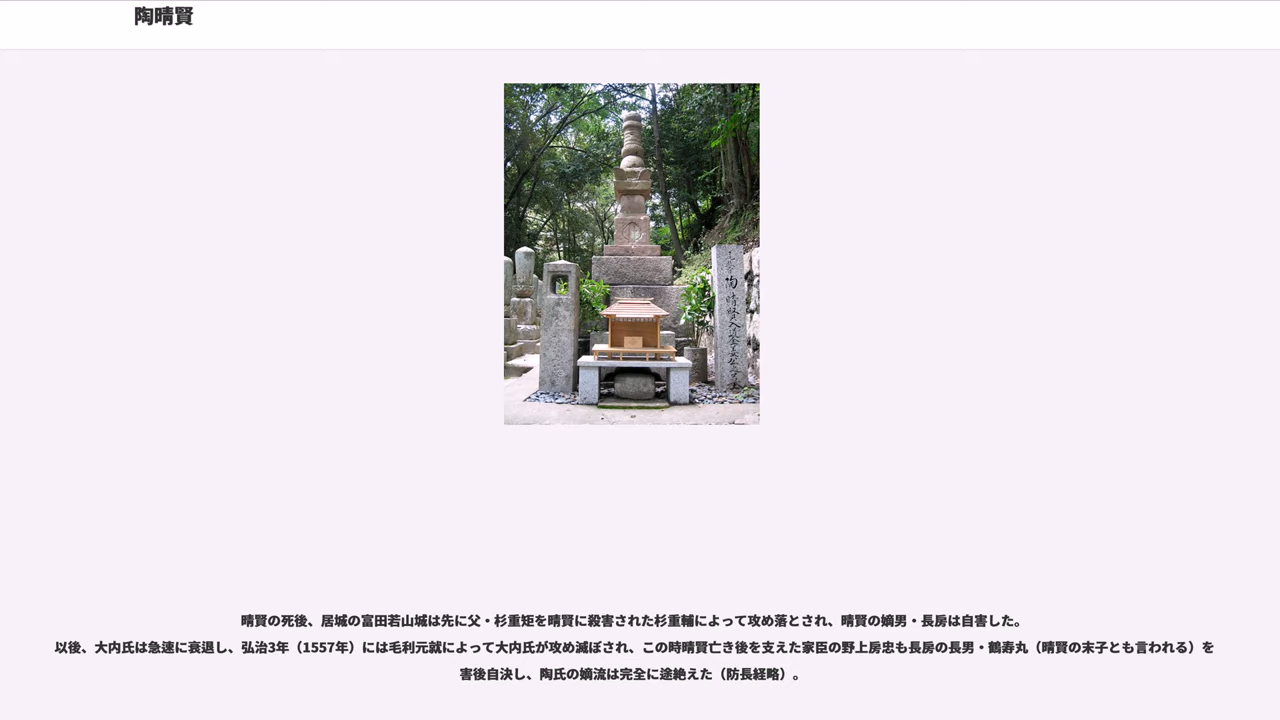 陶晴賢
陶晴賢入道
晴賢の死後、居城の富田若山城は先に父・杉重矩を晴賢に殺害された杉重輔によって攻め落とされ、晴賢の嫡男・長房は自害した。
以後、大内氏は急速に衰退し、弘治3年（1557年）には毛利元就によって大内氏が攻め滅ぼされ、この時晴賢亡き後を支えた家臣の野上房忠も長房の長男・鶴寿丸（晴賢の末子とも言われる）を
害後自決し、陶氏の嫡流は完全に途絶えた（防長経略）。